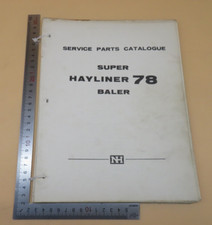 SERVICE PARTS CATALOGUE
SUPER
HAYLINER 78
BALER
NH